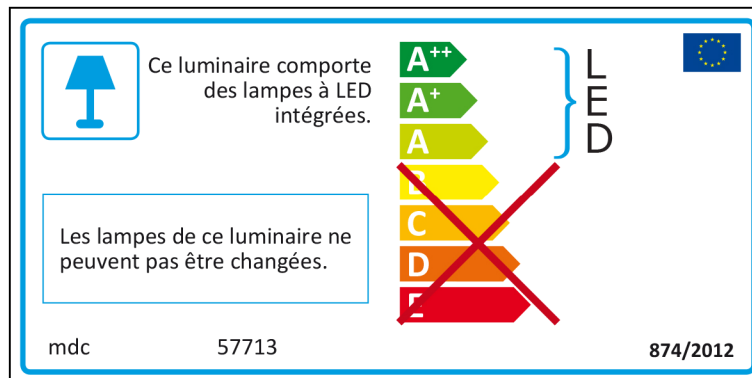 Ce luminaire comporte
des lampes à LED
intégrées.
A++
A+
A
B
C
D
E
L
E
D
Les lampes de ce luminaire ne
peuvent pas être changées.
mdc 57713
874/2012